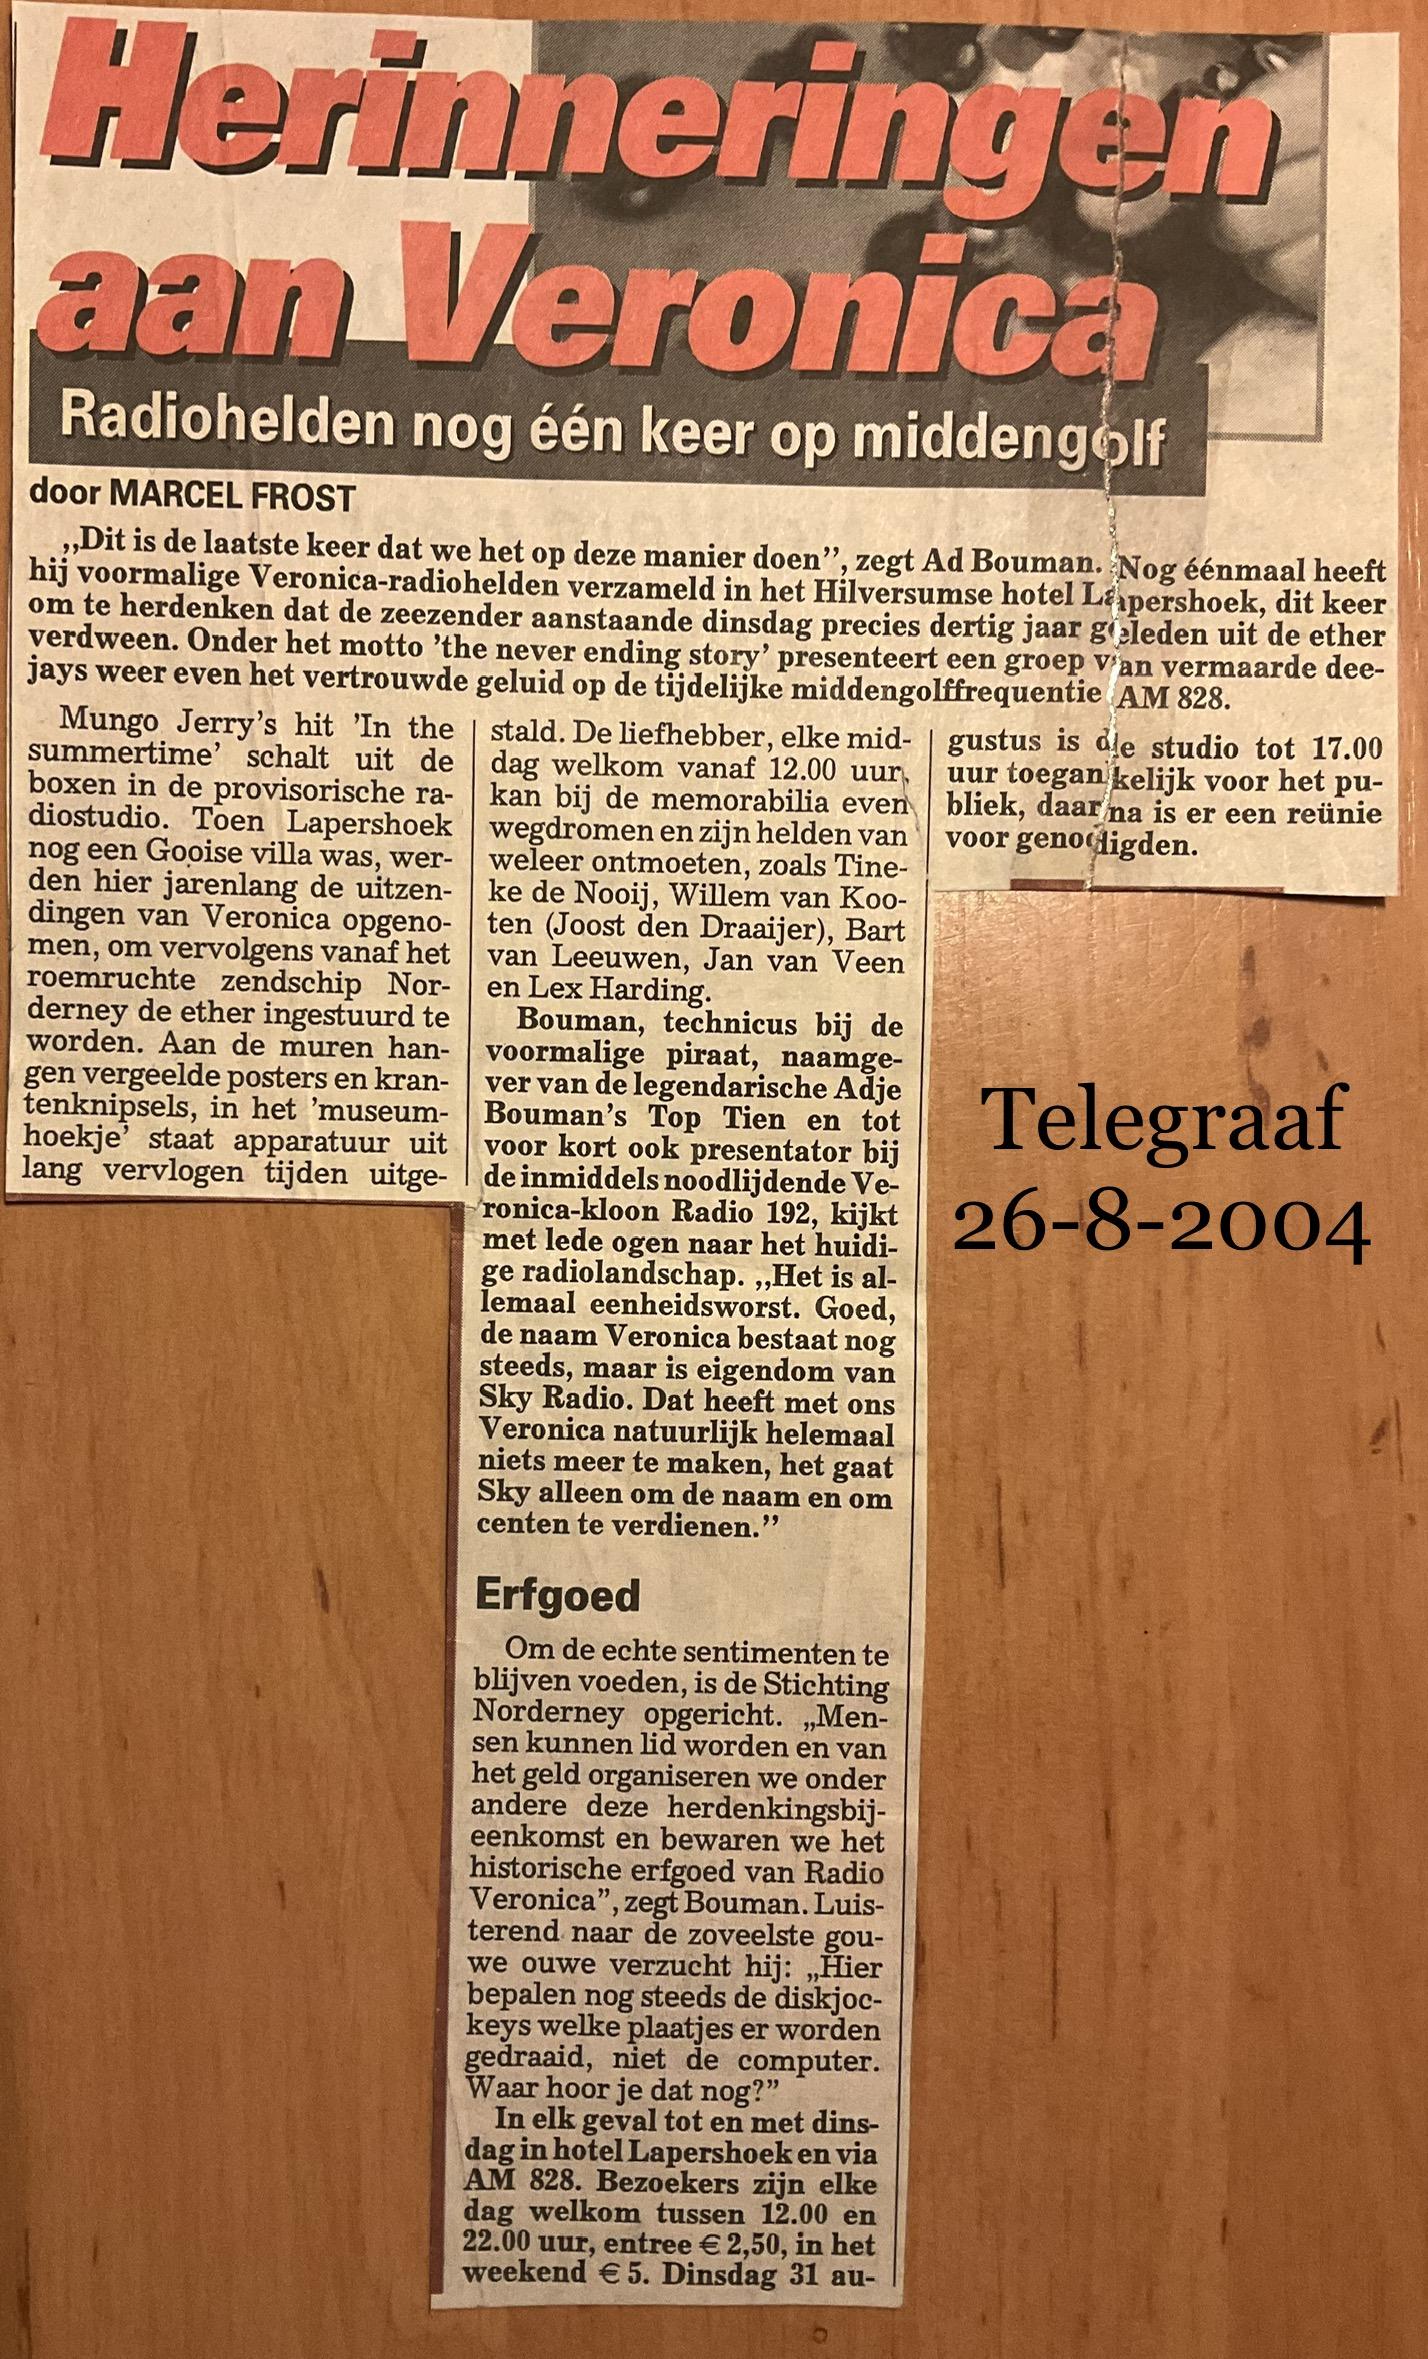 Herinneringen
aan Veronica
Radiohelden nog één keer op middengolf
door MARCEL FROST
„Dit is de laatste keer dat we het op deze manier doen”, zegt Ad Bouman. Nog éénmaal heeft
hij voormalige Veronica-radiohelden verzameld in het Hilversumse hotel Lapershoek, dit keer
om te herdenken dat de zeezender aanstaande dinsdag precies dertig jaar geleden uit de ether
verdween. Onder het motto ’the never ending story’ presenteert een groep van vermaarde dee-
jays weer even het vertrouwde geluid op de tijdelijke middengolffrequentie AM 828.
Mungo Jerry’s hit ’In the
summertime’ schalt uit de
boxen in de provisorische ra-
diostudio. Toen Lapershoek
nog een Gooise villa was, wer-
den hier jarenlang de uitzen-
dingen van Veronica opgeno-
men, om vervolgens vanaf het
roemruchte zendschip Nor-
derney de ether ingestuurd te
worden. Aan de muren han-
gen vergeelde posters en kran-
tenknipsels, in het ’museum-
hoekje’ staat apparatuur uit
lang vervlogen tijden uitge-
stald. De liefhebber, elke mid-
dag welkom vanaf 12.00 uur,
kan bij de memorabilia even
wegdromen en zijn helden van
weleer ontmoeten, zoals Tine-
ke de Nooij, Willem van Koo-
ten (Joost den Draaijer), Bart
van Leeuwen, Jan van Veen
en Lex Harding.
Bouman, technicus bij de
voormalige piraat, naamge-
ver van de legendarische Adje
Bouman’s Top Tien en tot
voor kort ook presentator bij
de inmiddels noodlijdende Ve-
ronica-kloon Radio 192, kijkt
met lede ogen naar het huidi-
ge radiolandschap. „Het is al-
lemaal eenheidsworst. Goed,
de naam Veronica bestaat nog
steeds, maar is eigendom van
Sky Radio. Dat heeft met ons
Veronica natuurlijk helemaal
niets meer te maken, het gaat
Sky alleen om de naam en om
centen te verdienen.”
Erfgoed
Om de echte sentimenten te
blijven voeden, is de Stichting
Norderney opgericht. „Men-
sen kunnen lid worden en van
het geld organiseren we onder
andere deze herdenkingsbij-
eenkomst en bewaren we het
historische erfgoed van Radio
Veronica”, zegt Bouman. Luis-
terend naar de zoveelste gou-
we ouwe verzucht hij: „Hier
bepalen nog steeds de diskjoc-
keys welke plaatjes er worden
gedraaid, niet de computer.
Waar hoor je dat nog?”
In elk geval tot en met dins-
dag in hotel Lapershoek en via
AM 828. Bezoekers zijn elke
dag welkom tussen 12.00 en
22.00 uur, entree € 2,50, in het
weekend € 5. Dinsdag 31 au-
gustus is de studio tot 17.00
uur toegankelijk voor het pu-
bliek, daarna is er een reünie
voor genodigden.
Telegraaf
26-8-2004